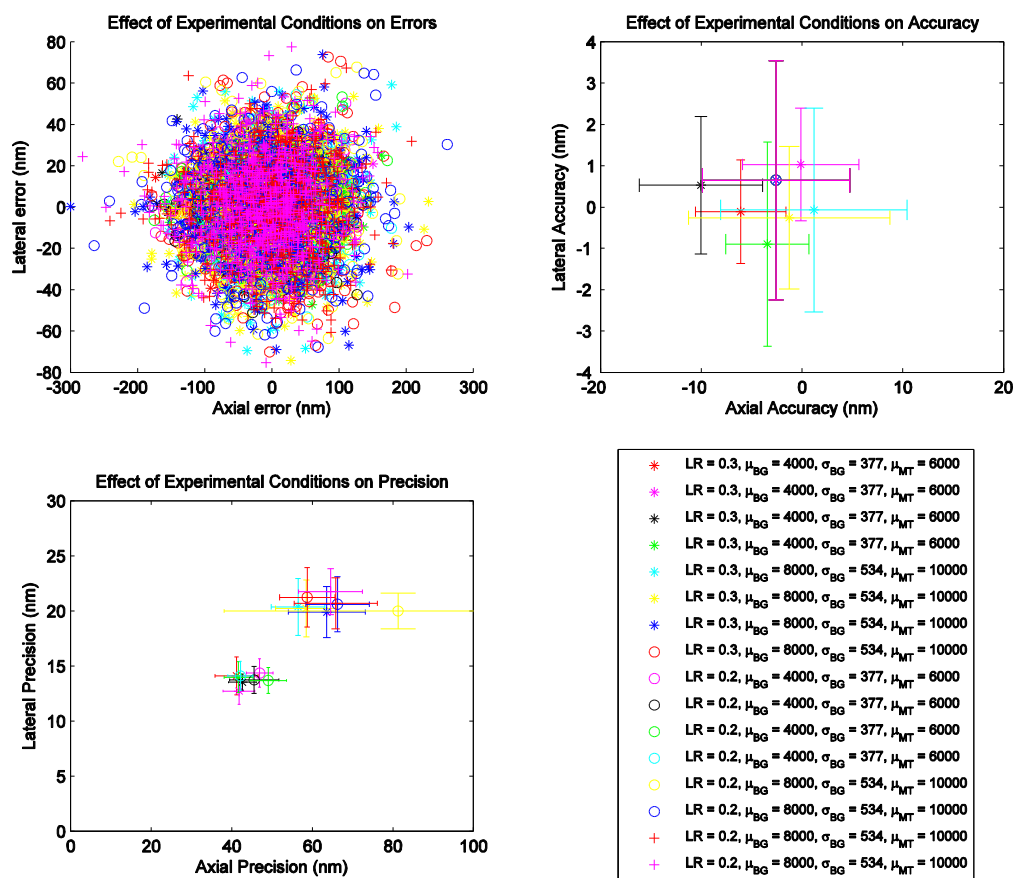 Effect of Experimental Conditions on Errors
80
60
40
20
0
-20
-40
-60
-80
Lateral error (nm)
-300 -200 -100 0 100 200 300
Axial error (nm)
Effect of Experimental Conditions on Accuracy
4
3
2
1
0
-1
-2
-3
-4
Lateral Accuracy (nm)
-20 -10 0 10 20
Axial Accuracy (nm)
Effect of Experimental Conditions on Precision
30
25
20
15
10
5
0
Lateral Precision (nm)
0 20 40 60 80 100
Axial Precision (nm)
LR = 0.3, μBG = 4000, σBG = 377, μMT = 6000
LR = 0.3, μBG = 4000, σBG = 377, μMT = 6000
LR = 0.3, μBG = 4000, σBG = 377, μMT = 6000
LR = 0.3, μBG = 4000, σBG = 377, μMT = 6000
LR = 0.3, μBG = 8000, σBG = 534, μMT = 10000
LR = 0.3, μBG = 8000, σBG = 534, μMT = 10000
LR = 0.3, μBG = 8000, σBG = 534, μMT = 10000
LR = 0.3, μBG = 8000, σBG = 534, μMT = 10000
LR = 0.2, μBG = 4000, σBG = 377, μMT = 6000
LR = 0.2, μBG = 4000, σBG = 377, μMT = 6000
LR = 0.2, μBG = 4000, σBG = 377, μMT = 6000
LR = 0.2, μBG = 4000, σBG = 377, μMT = 6000
LR = 0.2, μBG = 8000, σBG = 534, μMT = 10000
LR = 0.2, μBG = 8000, σBG = 534, μMT = 10000
LR = 0.2, μBG = 8000, σBG = 534, μMT = 10000
LR = 0.2, μBG = 8000, σBG = 534, μMT = 10000